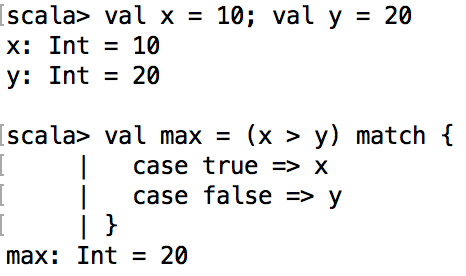 scala> val x = 10; val y = 20
x: Int = 10
y: Int = 20
scala> val max = (x > y) match {
     |   case true => x
     |   case false => y
     | }
max: Int = 20